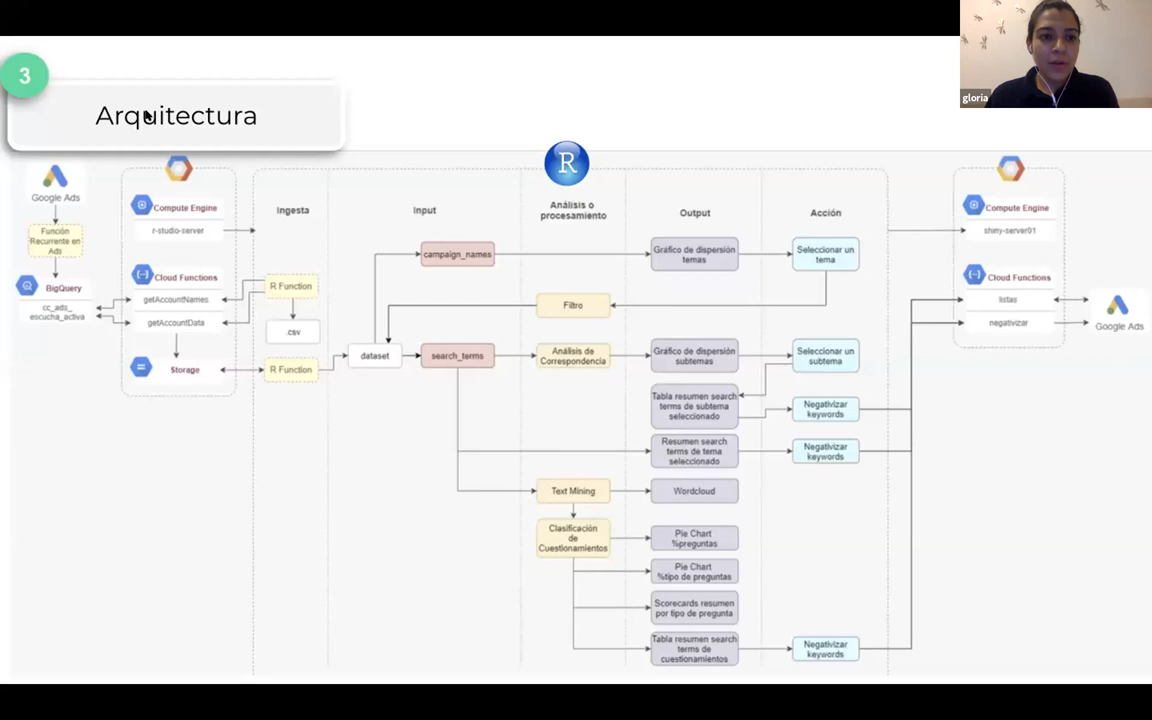 gloria
3
Arquitectura
R
Google Ads
Función
Recurrente en
Ads
BigQuery
cc_ads_
escucha_activa
Compute Engine
r-studio-server
Cloud Functions
getAccountNames
getAccountData
Storage
Ingesta
R Function
.csv
R Function
Input
campaign_names
dataset
search_terms
Análisis o
procesamiento
Filtro
Análisis de
Correspondencia
Text Mining
Clasificación
de
Cuestionamientos
Output
Gráfico de dispersión
temas
Gráfico de dispersión
subtemas
Tabla resumen search
terms de subtema
seleccionado
Resumen search
terms de tema
seleccionado
Wordcloud
Pie Chart
%preguntas
Pie Chart
%tipo de preguntas
Scorecards resumen
por tipo de pregunta
Tabla resumen search
terms de
cuestionamientos
Acción
Seleccionar un
tema
Seleccionar un
subtema
Negativizar
keywords
Negativizar
keywords
Negativizar
keywords
Compute Engine
shiny-server01
Cloud Functions
listas
negativizar
Google Ads